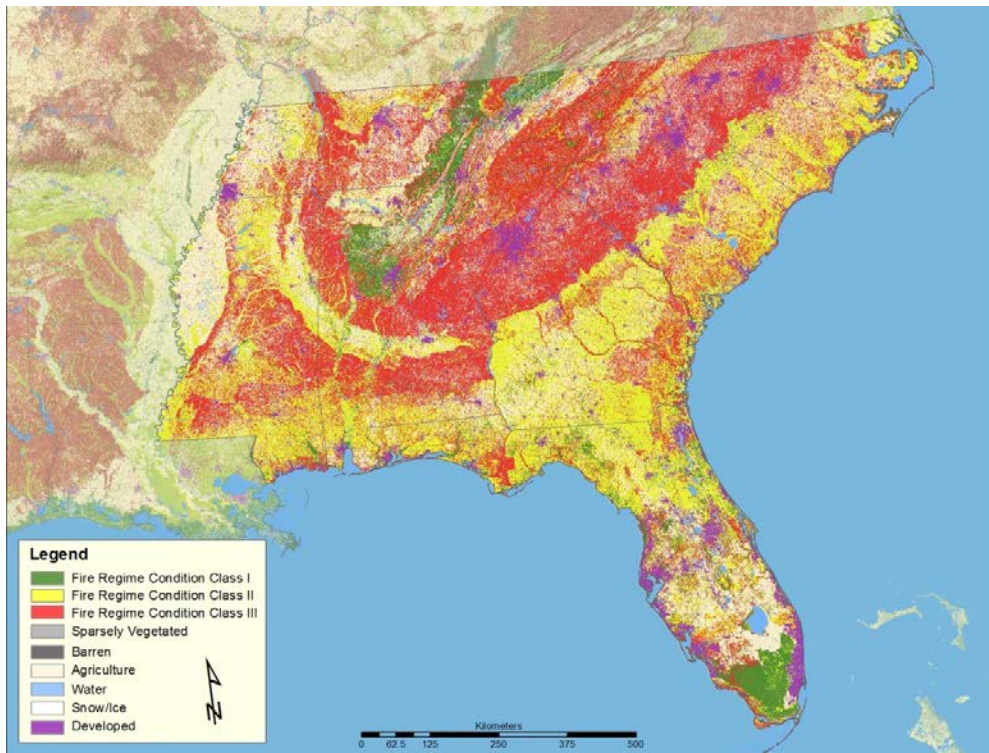 Legend
Fire Regime Condition Class I
Fire Regime Condition Class II
Fire Regime Condition Class III
Sparsely Vegetated
Barren
Agriculture
Water
Snow/Ice
Developed
N
Kilometers
0 62.5 125 250 375 500